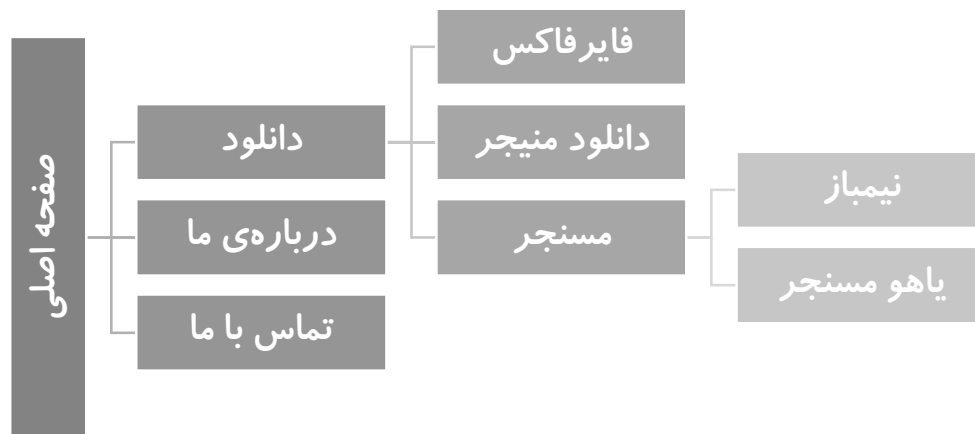 صفحه اصلی
دانلود
فایرفاکس
دانلود منیجر
مسنجر
نیمباز
یاهو مسنجر
درباره‌ی ما
تماس با ما